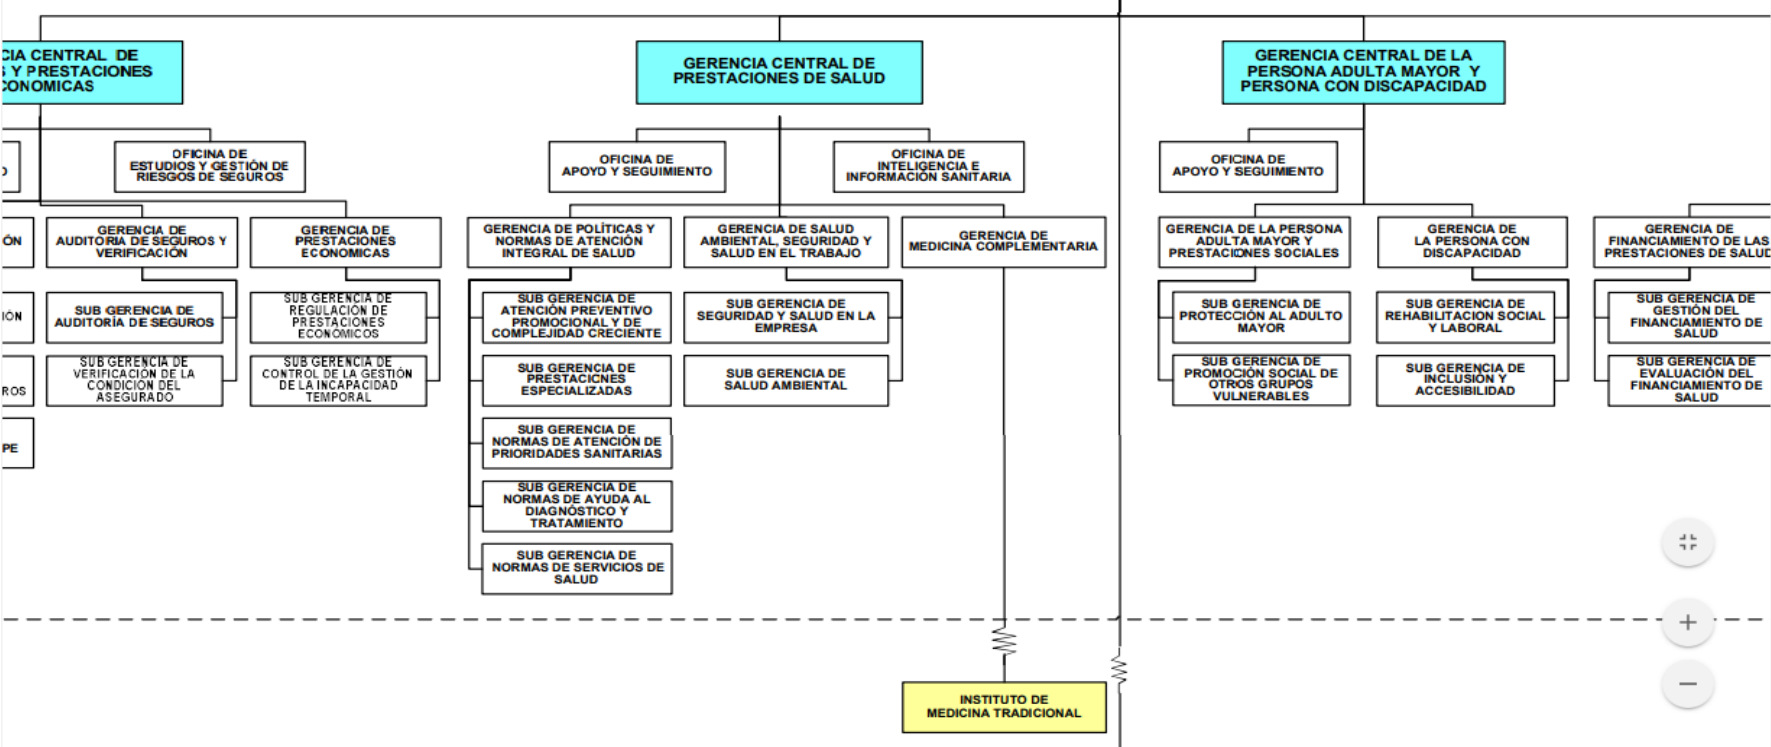 CIA CENTRAL DE
S Y PRESTACIONES
CONOMICAS
GERENCIA CENTRAL DE
PRESTACIONES DE SALUD
GERENCIA CENTRAL DE LA
PERSONA ADULTA MAYOR Y
PERSONA CON DISCAPACIDAD
OFICINA DE
ESTUDIOS Y GESTIÓN DE
RIESGOS DE SEGUROS
OFICINA DE
APOYO Y SEGUIMIENTO
OFICINA DE
INTELIGENCIA E
INFORMACIÓN SANITARIA
OFICINA DE
APOYO Y SEGUIMIENTO
ÓN
GERENCIA DE
AUDITORIA DE SEGUROS Y
VERIFICACIÓN
GERENCIA DE
PRESTACIONES
ECONOMICAS
GERENCIA DE POLÍTICAS Y
NORMAS DE ATENCIÓN
INTEGRAL DE SALUD
GERENCIA DE SALUD
AMBIENTAL, SEGURIDAD Y
SALUD EN EL TRABAJO
GERENCIA DE
MEDICINA COMPLEMENTARIA
GERENCIA DE LA PERSONA
ADULTA MAYOR Y
PRESTACIONES SOCIALES
GERENCIA DE
LA PERSONA CON
DISCAPACIDAD
GERENCIA DE
FINANCIAMIENTO DE LAS
PRESTACIONES DE SALUD
IÓN
SUB GERENCIA DE
AUDITORÍA DE SEGUROS
SUB GERENCIA DE
REGULACIÓN DE
PRESTACIONES
ECONÓMICOS
SUB GERENCIA DE
ATENCIÓN PREVENTIVO
PROMOCIONAL Y DE
COMPLEJIDAD CRECIENTE
SUB GERENCIA DE
SEGURIDAD Y SALUD EN LA
EMPRESA
SUB GERENCIA DE
PROTECCIÓN AL ADULTO
MAYOR
SUB GERENCIA DE
REHABILITACION SOCIAL
Y LABORAL
SUB GERENCIA DE
GESTIÓN DEL
FINANCIAMIENTO DE
SALUD
ROS
SUB GERENCIA DE
VERIFICACIÓN DE LA
CONDICIÓN DEL
ASEGURADO
SUB GERENCIA DE
CONTROL DE LA GESTIÓN
DE LA INCAPACIDAD
TEMPORAL
SUB GERENCIA DE
PRESTACIONES
ESPECIALIZADAS
SUB GERENCIA DE
SALUD AMBIENTAL
SUB GERENCIA DE
PROMOCIÓN SOCIAL DE
OTROS GRUPOS
VULNERABLES
SUB GERENCIA DE
INCLUSIÓN Y
ACCESIBILIDAD
SUB GERENCIA DE
EVALUACIÓN DEL
FINANCIAMIENTO DE
SALUD
PE
SUB GERENCIA DE
NORMAS DE ATENCIÓN DE
PRIORIDADES SANITARIAS
SUB GERENCIA DE
NORMAS DE AYUDA AL
DIAGNÓSTICO Y
TRATAMIENTO
SUB GERENCIA DE
NORMAS DE SERVICIOS DE
SALUD
INSTITUTO DE
MEDICINA TRADICIONAL